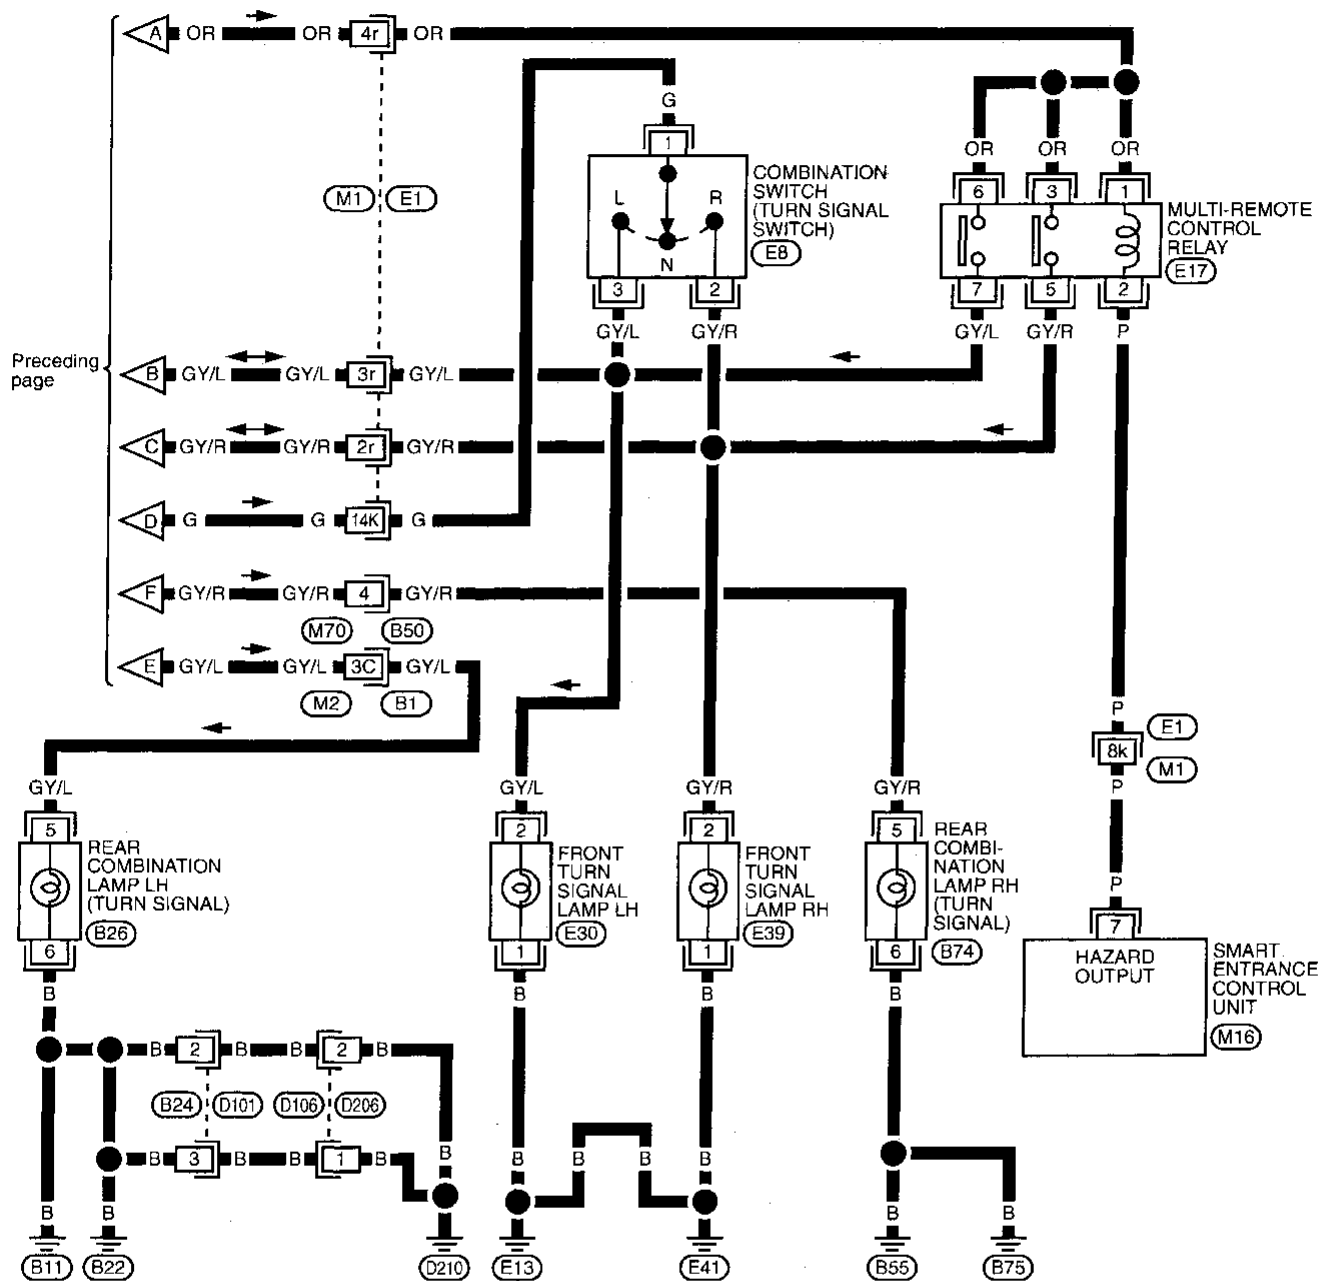 A OR OR 4r OR
G
1
COMBINATION
SWITCH
(TURN SIGNAL
SWITCH)
E8
L R
N
3 2
GY/L GY/R
OR OR OR
6 3 1
MULTI-REMOTE
CONTROL
RELAY
E17
7 5 2
GY/L GY/R P
M1 E1
Preceding
page
B GY/L GY/L 3r GY/L
C GY/R GY/R 2r GY/R
D G G 14K G
F GY/R GY/R 4 GY/R
M70 B50
E GY/L GY/L 3C GY/L
M2 B1
P
E1
8k
M1
P
P
7
HAZARD
OUTPUT
SMART
ENTRANCE
CONTROL
UNIT
M16
GY/L
5
REAR
COMBINATION
LAMP LH
(TURN SIGNAL)
B26
6
B
GY/L
2
FRONT
TURN
SIGNAL
LAMP LH
E30
1
B
GY/R
2
FRONT
TURN
SIGNAL
LAMP RH
E39
1
B
GY/R
5
REAR
COMBI-
NATION
LAMP RH
(TURN
SIGNAL)
B74
6
B
B 2 B B 2 B
B24 D101 D106 D206
B 3 B B 1 B
B B B B B
B B B B
B11 B22 D210 E13 E41 B55 B75